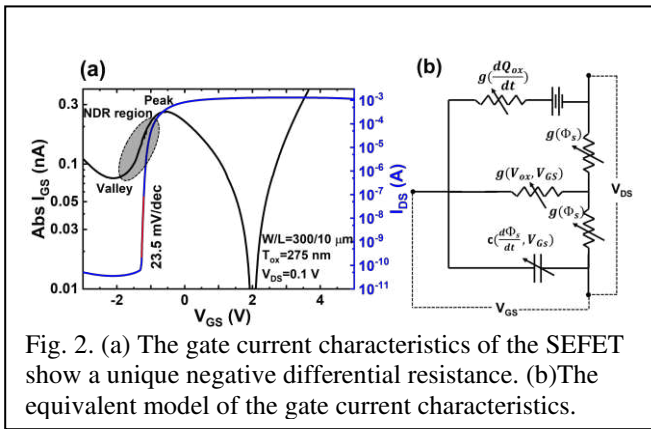 (a)
Abs I_GS (nA)
0.3
0.1
0.05
0.01
NDR region
Peak
Valley
23.5 mV/dec
W/L=300/10 μm
T_ox=275 nm
V_DS=0.1 V
-2 0 2 4
V_GS (V)
10^-3
10^-4
10^-5
10^-6
10^-7
10^-8
10^-9
10^-10
10^-11
I_DS (A)
(b)
g(dQ_ox/dt)
g(Φ_s)
g(V_ox, V_GS)
g(Φ_s)
c(dΦ_s/dt, V_GS)
V_DS
V_GS
Fig. 2. (a) The gate current characteristics of the SEFET
show a unique negative differential resistance. (b)The
equivalent model of the gate current characteristics.